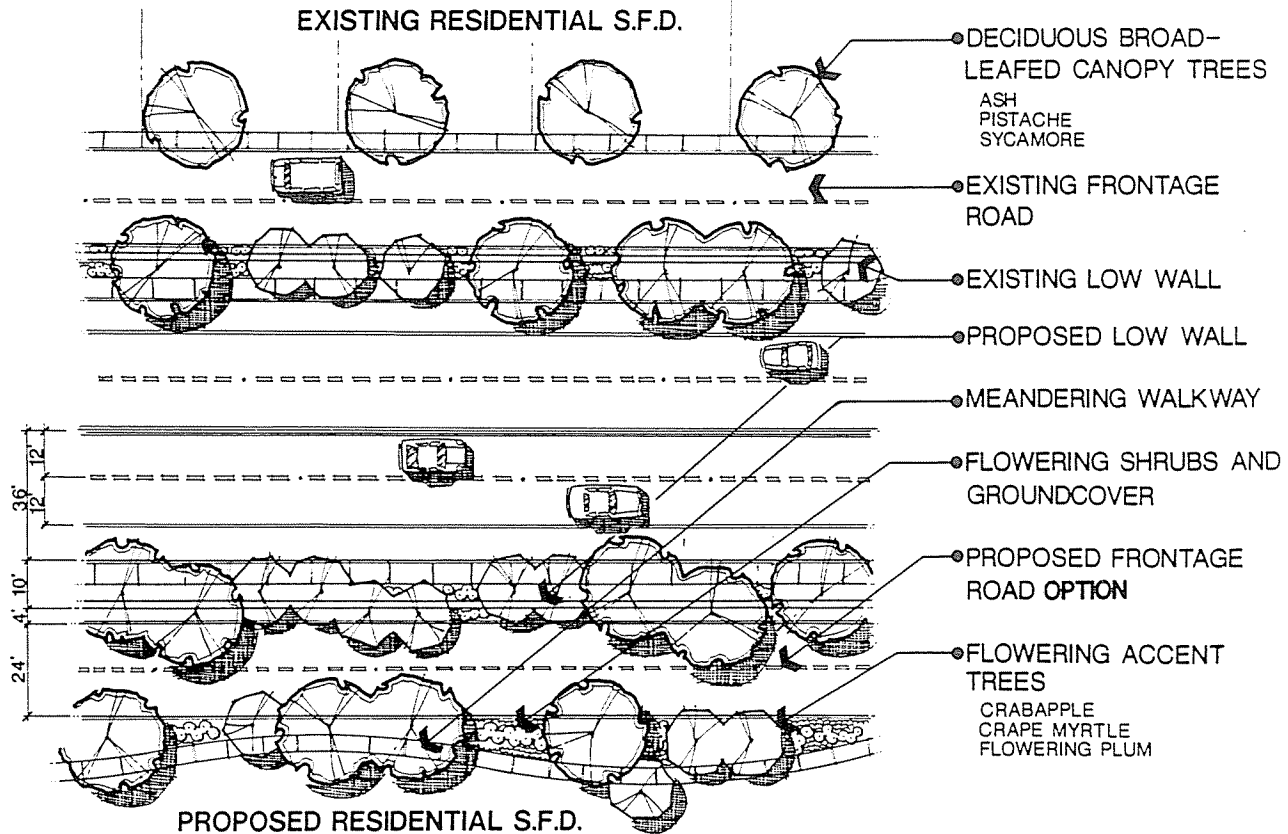 EXISTING RESIDENTIAL S.F.D.
DECIDUOUS BROAD-
LEAFED CANOPY TREES
ASH
PISTACHE
SYCAMORE
EXISTING FRONTAGE
ROAD
EXISTING LOW WALL
PROPOSED LOW WALL
MEANDERING WALKWAY
FLOWERING SHRUBS AND
GROUNDCOVER
PROPOSED FRONTAGE
ROAD OPTION
FLOWERING ACCENT
TREES
CRABAPPLE
CRAPE MYRTLE
FLOWERING PLUM
12'
36'
12'
10'
4'
24'
PROPOSED RESIDENTIAL S.F.D.